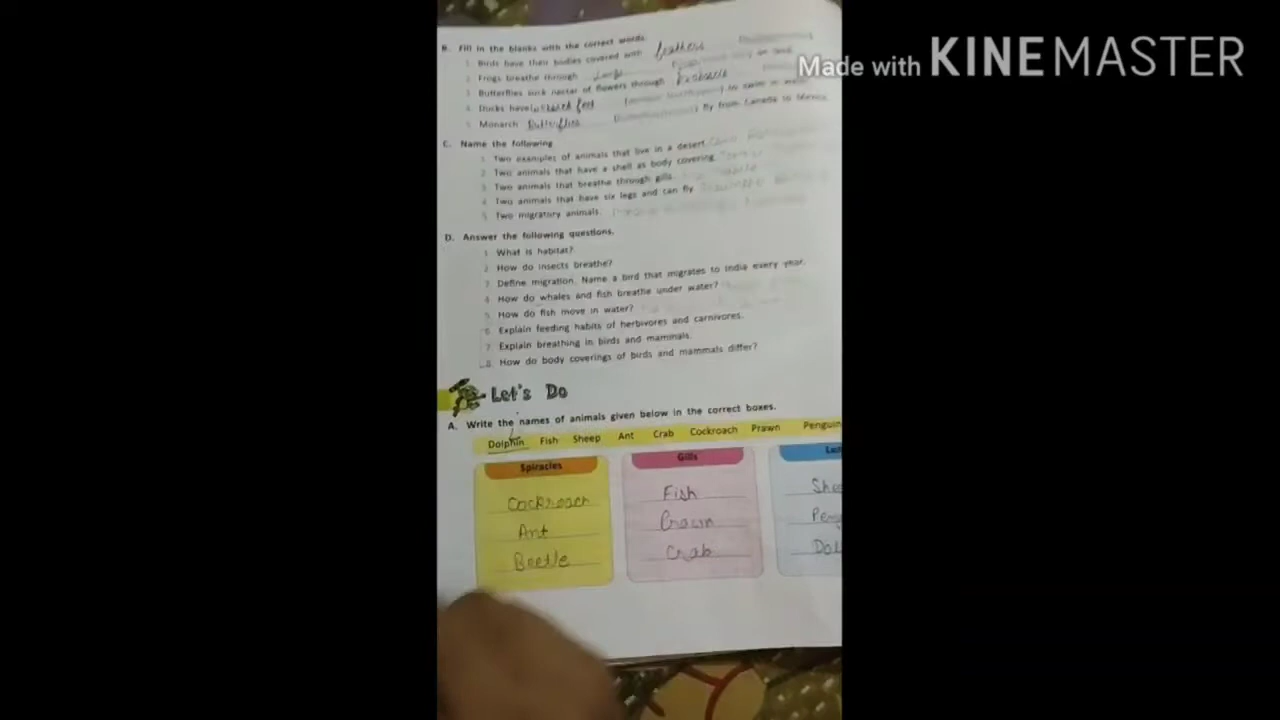 Made with KINEMASTER
B. Fill in the blanks with the correct words.
1. Birds have their bodies covered with feathers
2. Frogs breathe through
3. Butterflies suck nectar of flowers through
4. Ducks have to swim in
5. Monarch Butterflies fly from Canada to Mexico
C. Name the following
1. Two examples of animals that live in a desert.
2. Two animals that have a shell as body covering.
3. Two animals that breathe through gills.
4. Two animals that have six legs and can fly.
5. Two migratory animals.
D. Answer the following questions.
1. What is habitat?
2. How do insects breathe?
3. Define migration. Name a bird that migrates to India every year.
4. How do whales and fish breathe under water?
5. How do fish move in water?
6. Explain feeding habits of herbivores and carnivores.
7. Explain breathing in birds and mammals.
8. How do body coverings of birds and mammals differ?
Let's Do
A. Write the names of animals given below in the correct boxes.
Dolphin Fish Sheep Ant Crab Cockroach Prawn Penguin
Spiracles Gills
Cockroach Fish
Ant
Beetle Crab